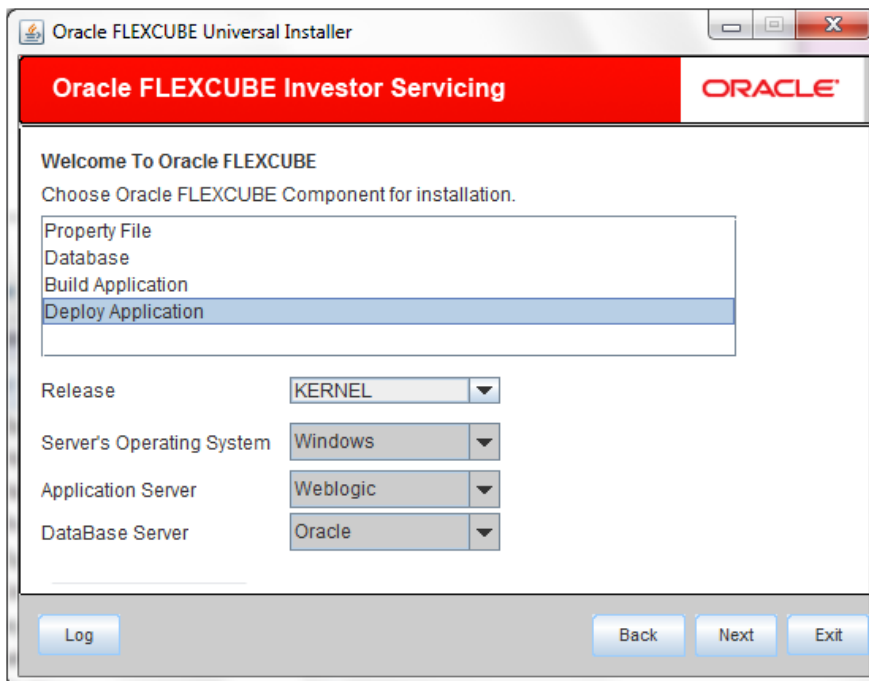 Oracle FLEXCUBE Universal Installer
Oracle FLEXCUBE Investor Servicing
ORACLE
Welcome To Oracle FLEXCUBE
Choose Oracle FLEXCUBE Component for installation.
Property File
Database
Build Application
Deploy Application
Release KERNEL
Server's Operating System Windows
Application Server Weblogic
DataBase Server Oracle
Log Back Next Exit